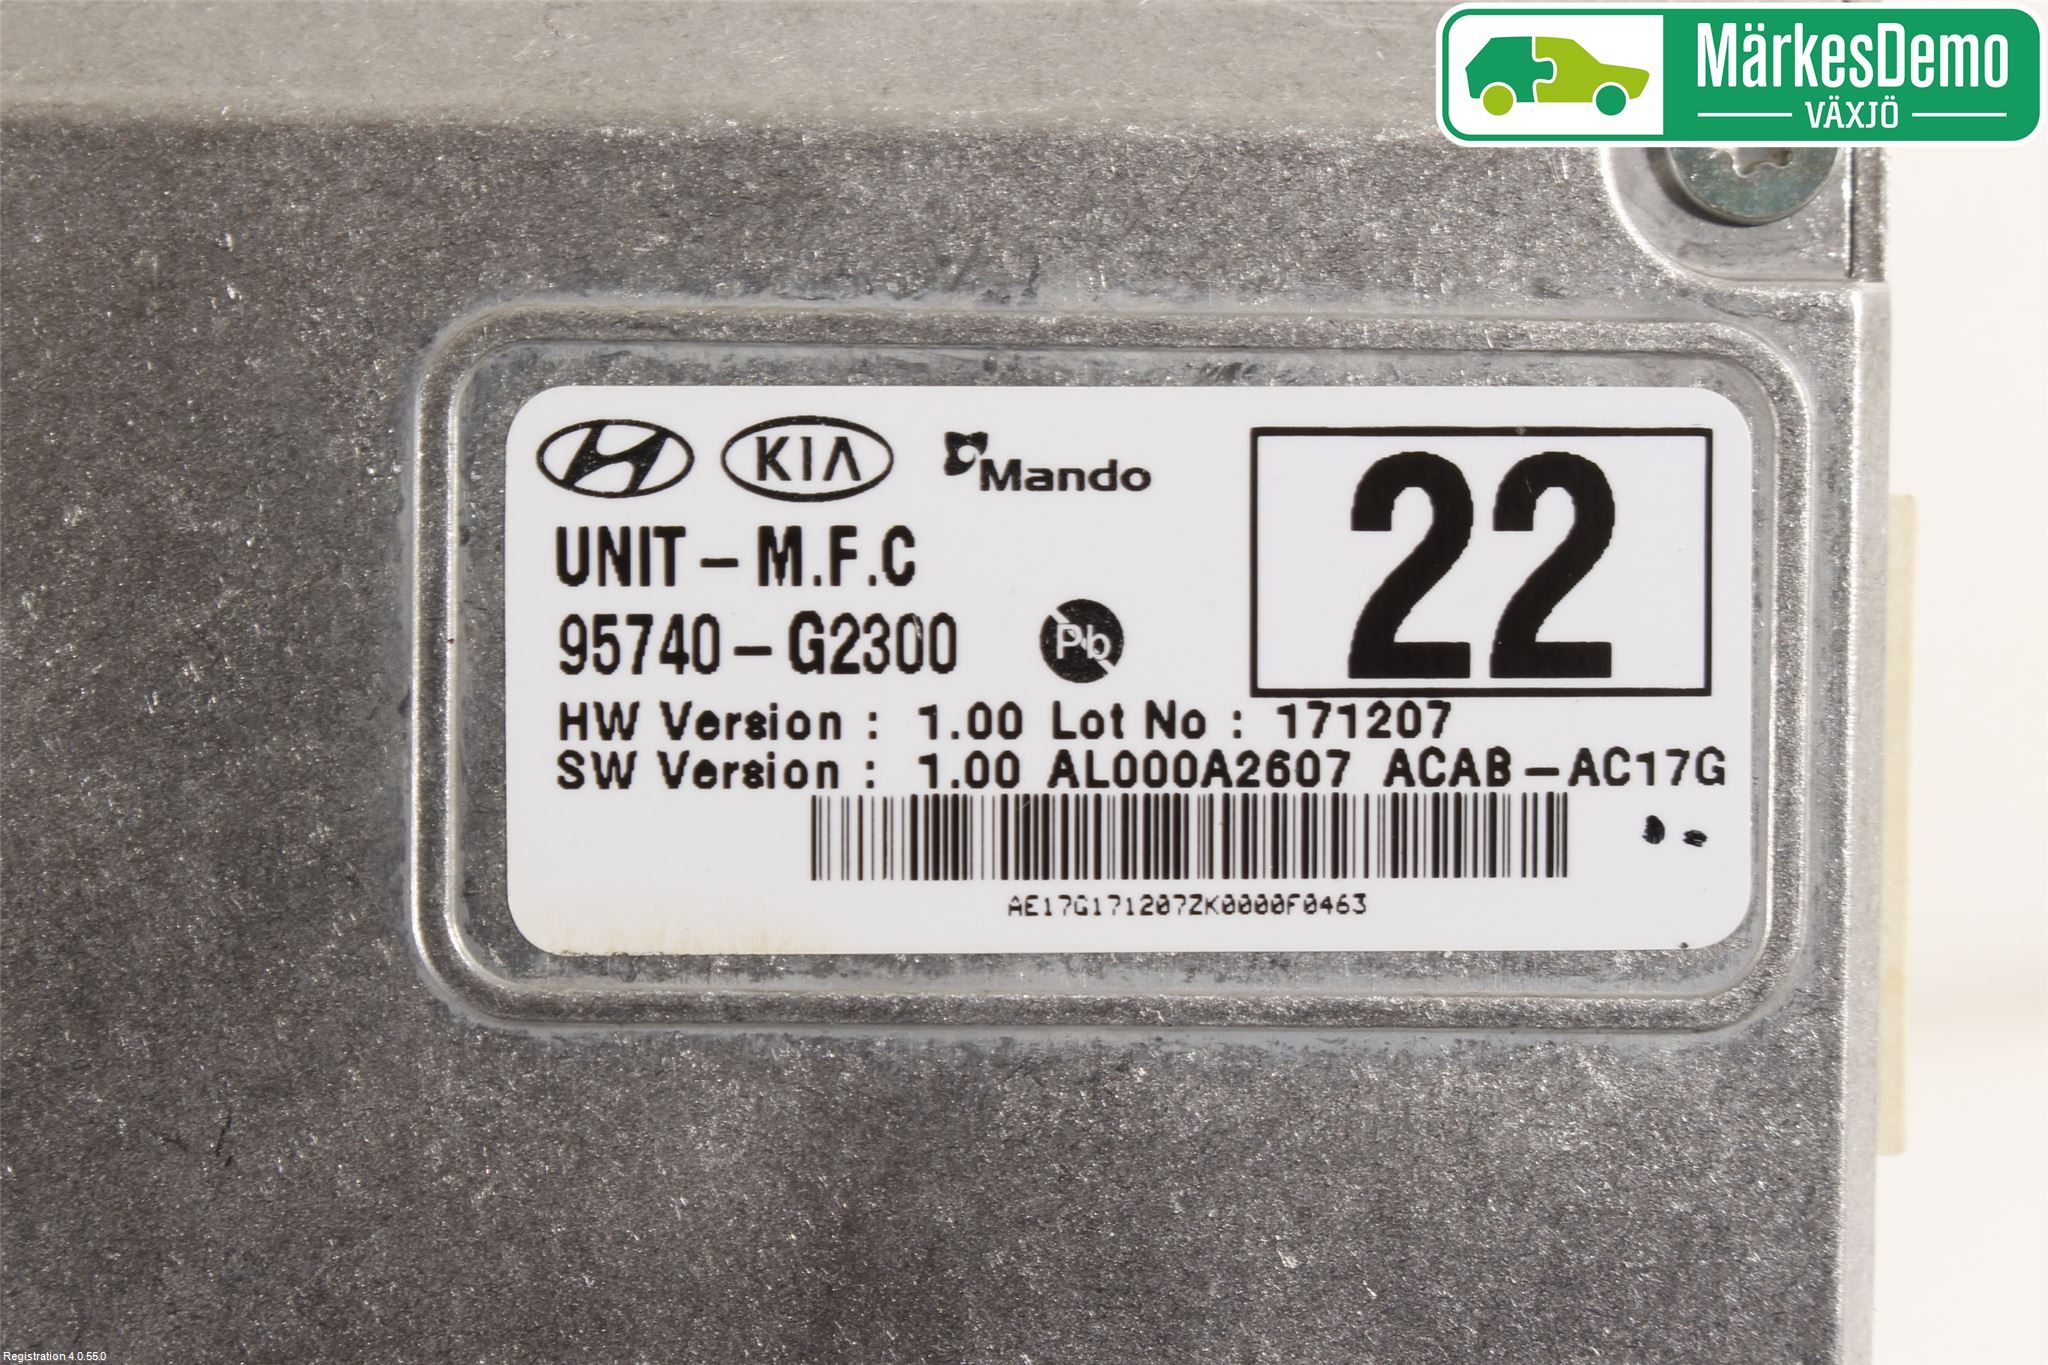 MärkesDemo
VÄXJÖ
KIA
Mando
22
UNIT-M.F.C
95740-G2300
Pb
HW Version : 1.00 Lot No : 171207
SW Version : 1.00 AL000A2607 ACAB-AC17G
AE17G171207ZK0000F0463
Registration 4.0.55.0